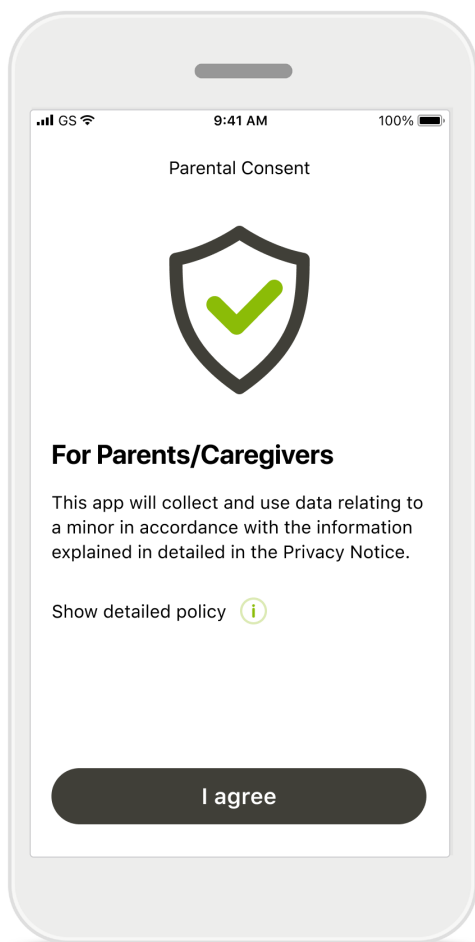 GS 9:41 AM 100%
Parental Consent
For Parents/Caregivers
This app will collect and use data relating to
a minor in accordance with the information
explained in detailed in the Privacy Notice.
Show detailed policy i
I agree